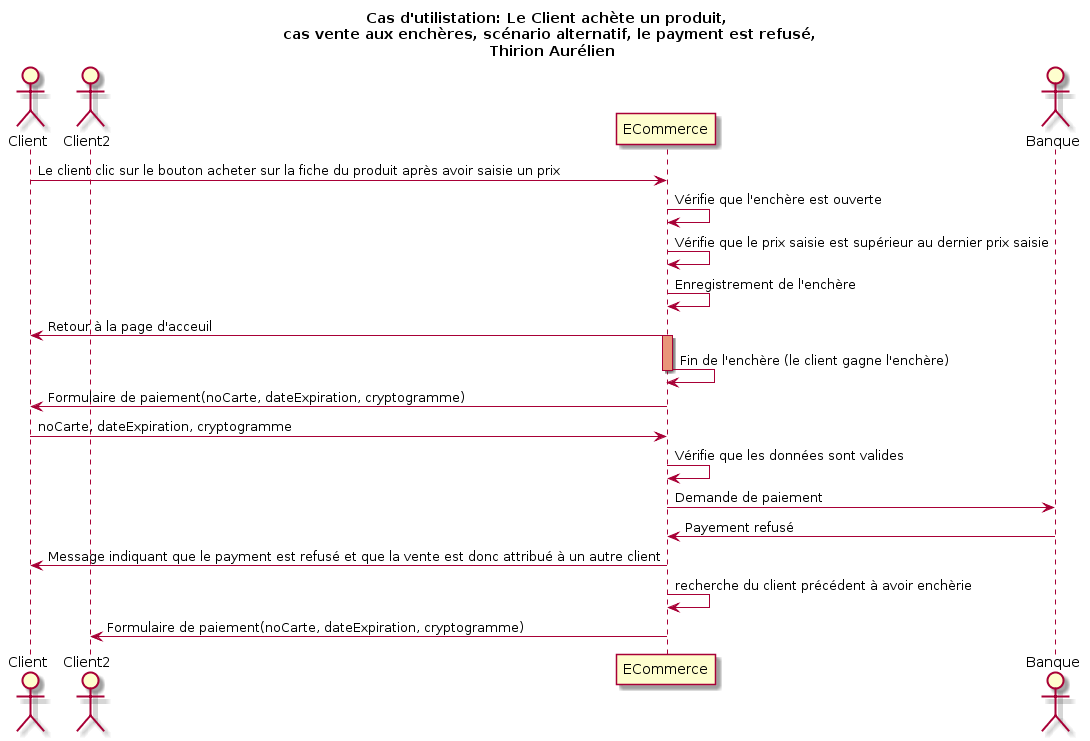 Cas d'utilistation: Le Client achète un produit,
cas vente aux enchères, scénario alternatif, le payment est refusé,
Thirion Aurélien
Client
Client2
ECommerce
Banque
Le client clic sur le bouton acheter sur la fiche du produit après avoir saisie un prix
Vérifie que l'enchère est ouverte
Vérifie que le prix saisie est supérieur au dernier prix saisie
Enregistrement de l'enchère
Retour à la page d'acceuil
Fin de l'enchère (le client gagne l'enchère)
Formulaire de paiement(noCarte, dateExpiration, cryptogramme)
noCarte, dateExpiration, cryptogramme
Vérifie que les données sont valides
Demande de paiement
Payement refusé
Message indiquant que le payment est refusé et que la vente est donc attribué à un autre client
recherche du client précédent à avoir enchèrie
Formulaire de paiement(noCarte, dateExpiration, cryptogramme)
Client
Client2
ECommerce
Banque